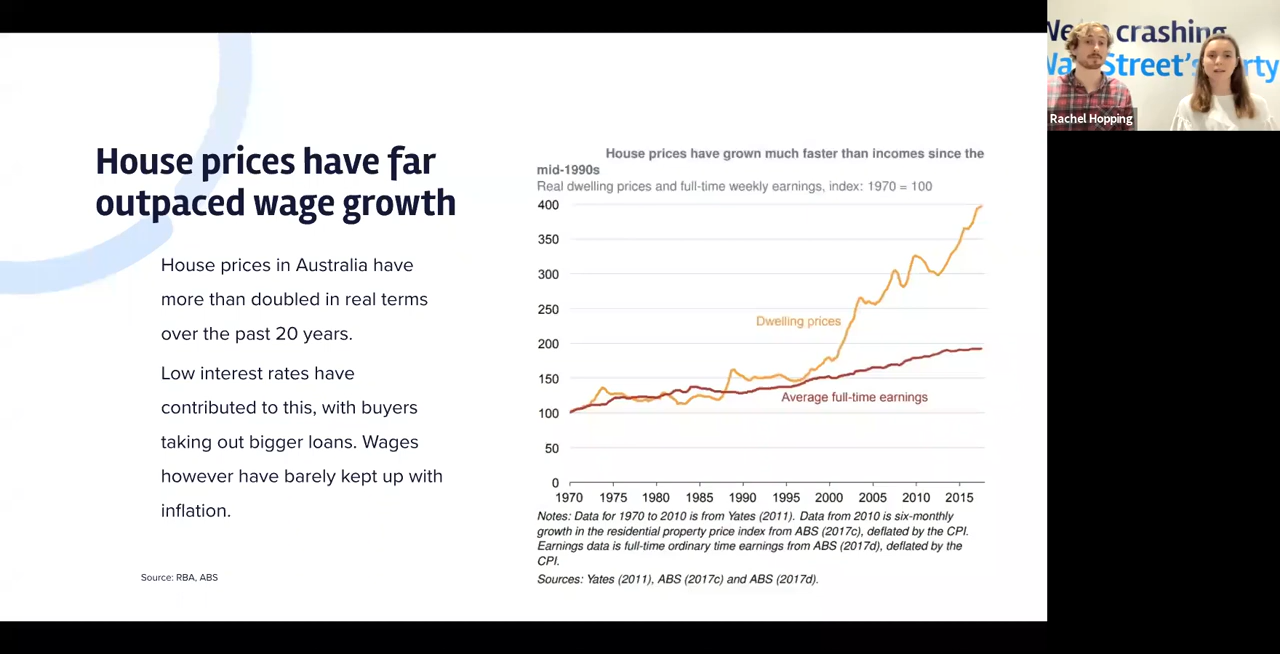 We're crashing
Wall Street's Party
Rachel Hopping
House prices have far
outpaced wage growth
House prices in Australia have
more than doubled in real terms
over the past 20 years.
Low interest rates have
contributed to this, with buyers
taking out bigger loans. Wages
however have barely kept up with
inflation.
Source: RBA, ABS
House prices have grown much faster than incomes since the
mid-1990s
Real dwelling prices and full-time weekly earnings, index: 1970 = 100
400
350
300
250
200
150
100
50
0
Dwelling prices
Average full-time earnings
1970 1975 1980 1985 1990 1995 2000 2005 2010 2015
Notes: Data for 1970 to 2010 is from Yates (2011). Data from 2010 is six-monthly
growth in the residential property price index from ABS (2017c), deflated by the CPI.
Earnings data is full-time ordinary time earnings from ABS (2017d), deflated by the
CPI.
Sources: Yates (2011), ABS (2017c) and ABS (2017d).